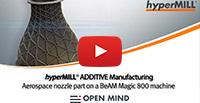 hyperMILL®
hyperMILL® ADDITIVE Manufacturing
Aerospace nozzle part on a BeAM Magic 800 machine
OPEN MIND